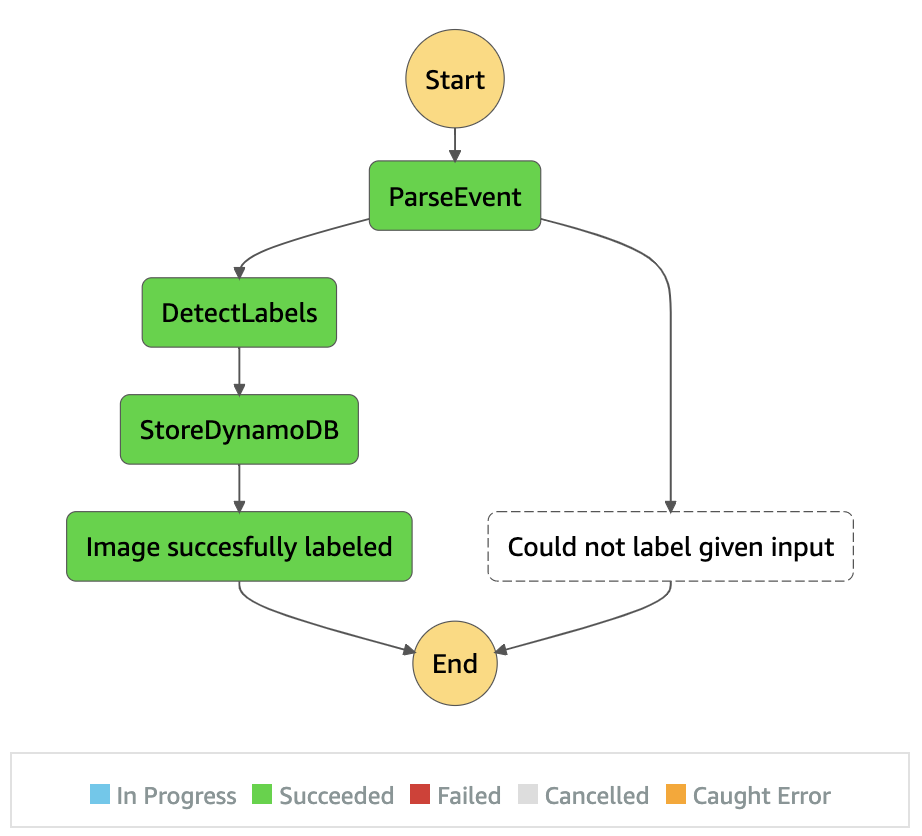 Start
ParseEvent
DetectLabels
StoreDynamoDB
Image succesfully labeled
Could not label given input
End
In Progress Succeeded Failed Cancelled Caught Error